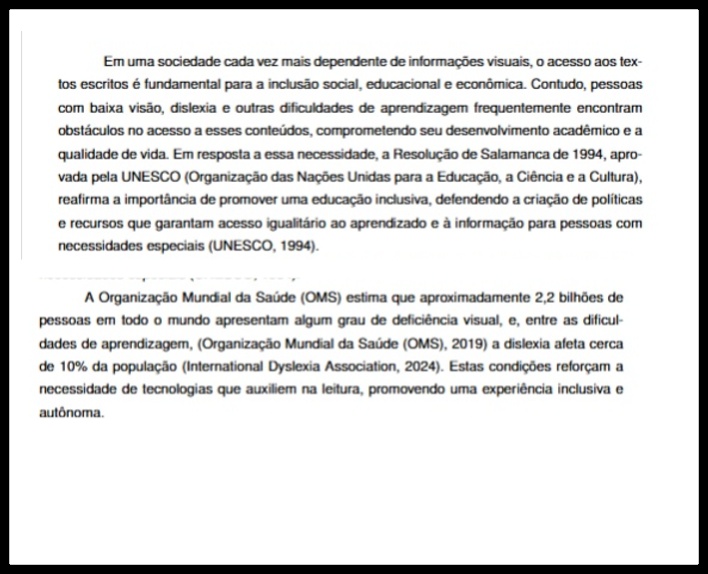 Em uma sociedade cada vez mais dependente de informações visuais, o acesso aos tex-
tos escritos é fundamental para a inclusão social, educacional e econômica. Contudo, pessoas
com baixa visão, dislexia e outras dificuldades de aprendizagem frequentemente encontram
obstáculos no acesso a esses conteúdos, comprometendo seu desenvolvimento acadêmico e a
qualidade de vida. Em resposta a essa necessidade, a Resolução de Salamanca de 1994, apro-
vada pela UNESCO (Organização das Nações Unidas para a Educação, a Ciência e a Cultura),
reafirma a importância de promover uma educação inclusiva, defendendo a criação de políticas
e recursos que garantam acesso igualitário ao aprendizado e à informação para pessoas com
necessidades especiais (UNESCO, 1994).
A Organização Mundial da Saúde (OMS) estima que aproximadamente 2,2 bilhões de
pessoas em todo o mundo apresentam algum grau de deficiência visual, e, entre as dificul-
dades de aprendizagem, (Organização Mundial da Saúde (OMS), 2019) a dislexia afeta cerca
de 10% da população (International Dyslexia Association, 2024). Estas condições reforçam a
necessidade de tecnologias que auxiliem na leitura, promovendo uma experiência inclusiva e
autônoma.